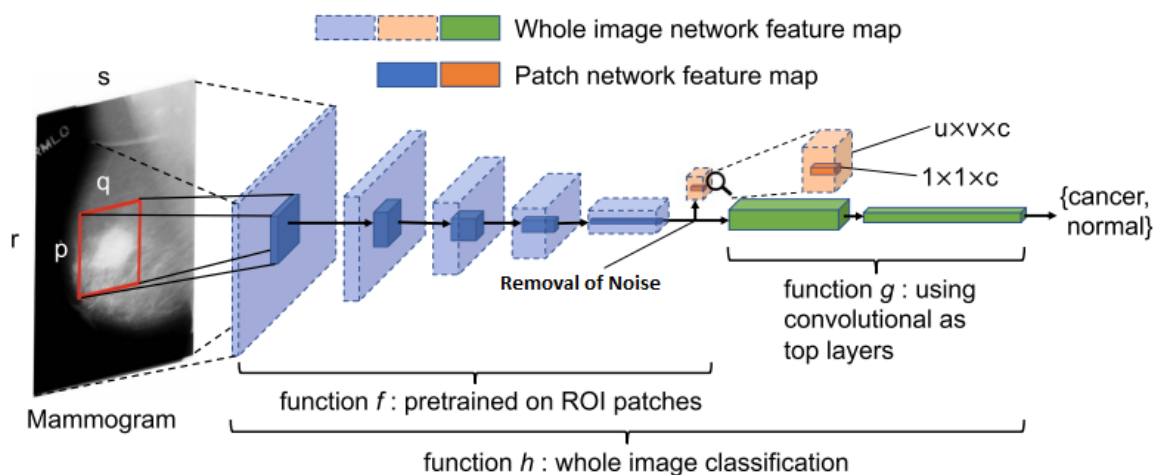 Whole image network feature map
Patch network feature map
s
RMLO
q
r
p
u×v×c
1×1×c
{cancer,
normal}
Removal of Noise
function g : using
convolutional as
top layers
function f : pretrained on ROI patches
Mammogram
function h : whole image classification